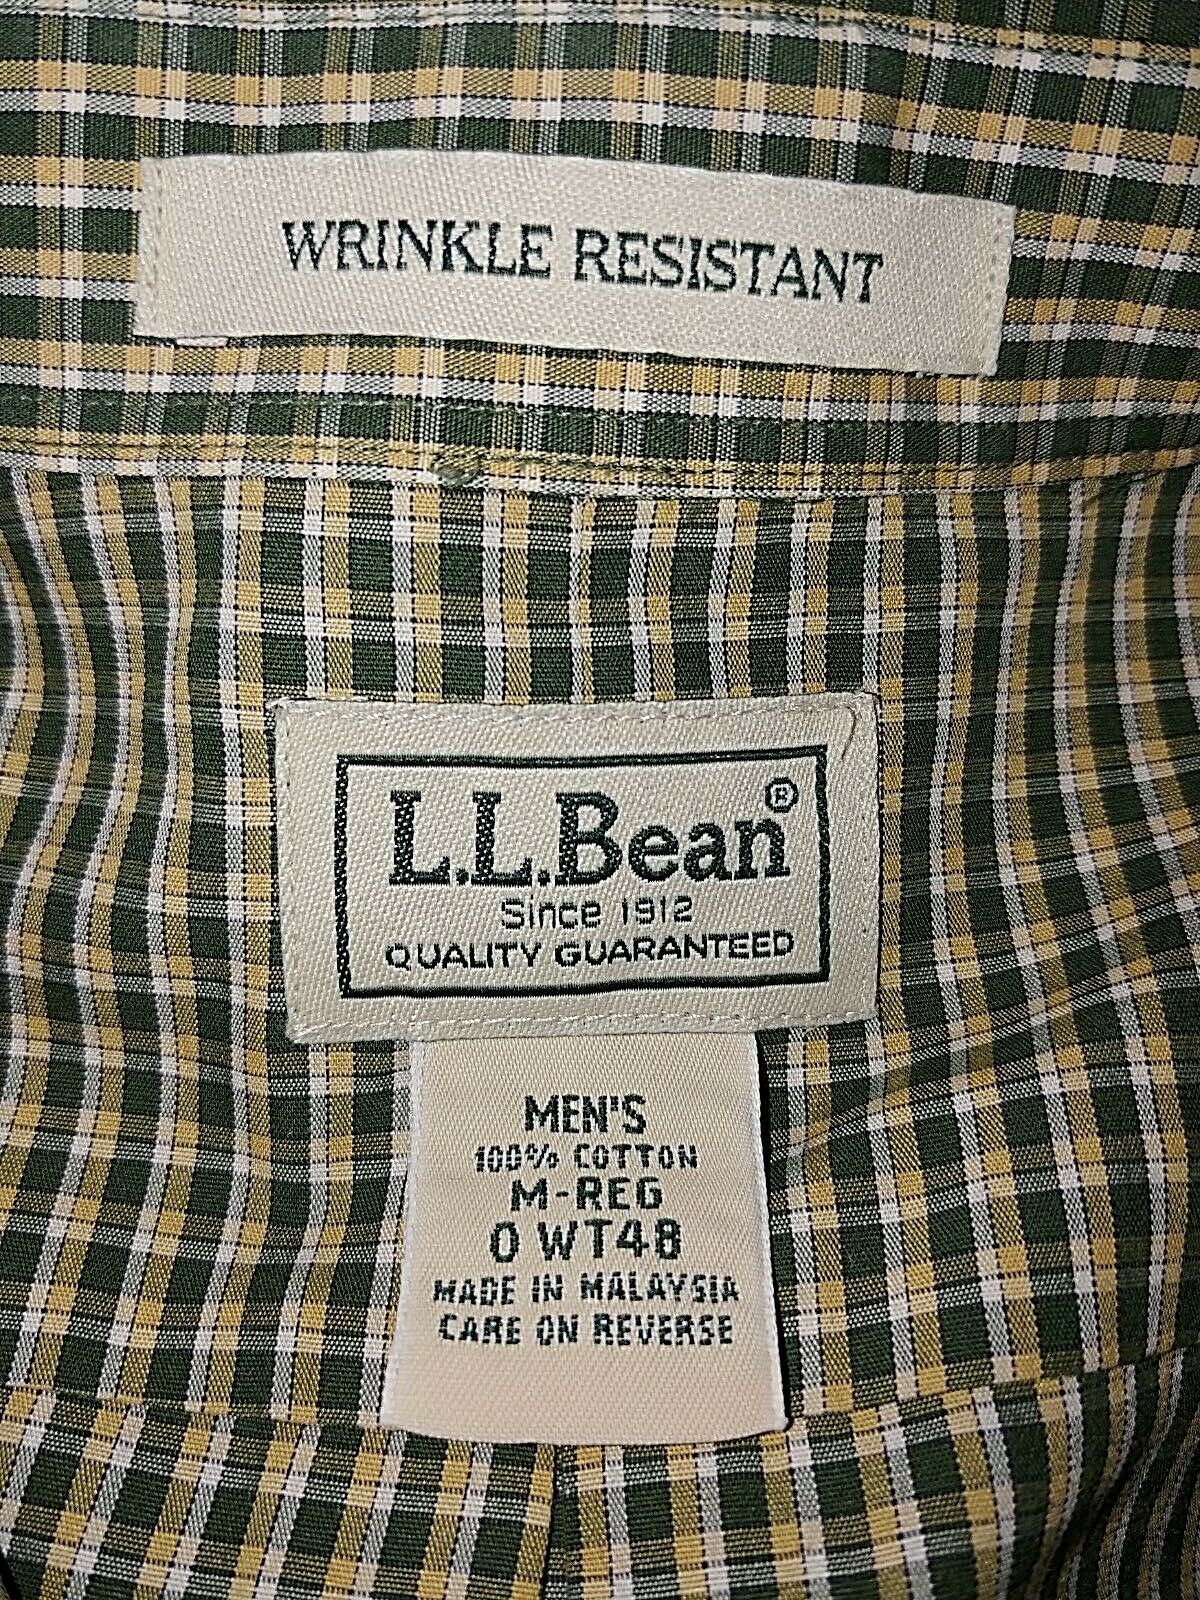 WRINKLE RESISTANT
L.L.Bean®
Since 1912
QUALITY GUARANTEED
MEN'S
100% COTTON
M-REG
0 WT48
MADE IN MALAYSIA
CARE ON REVERSE